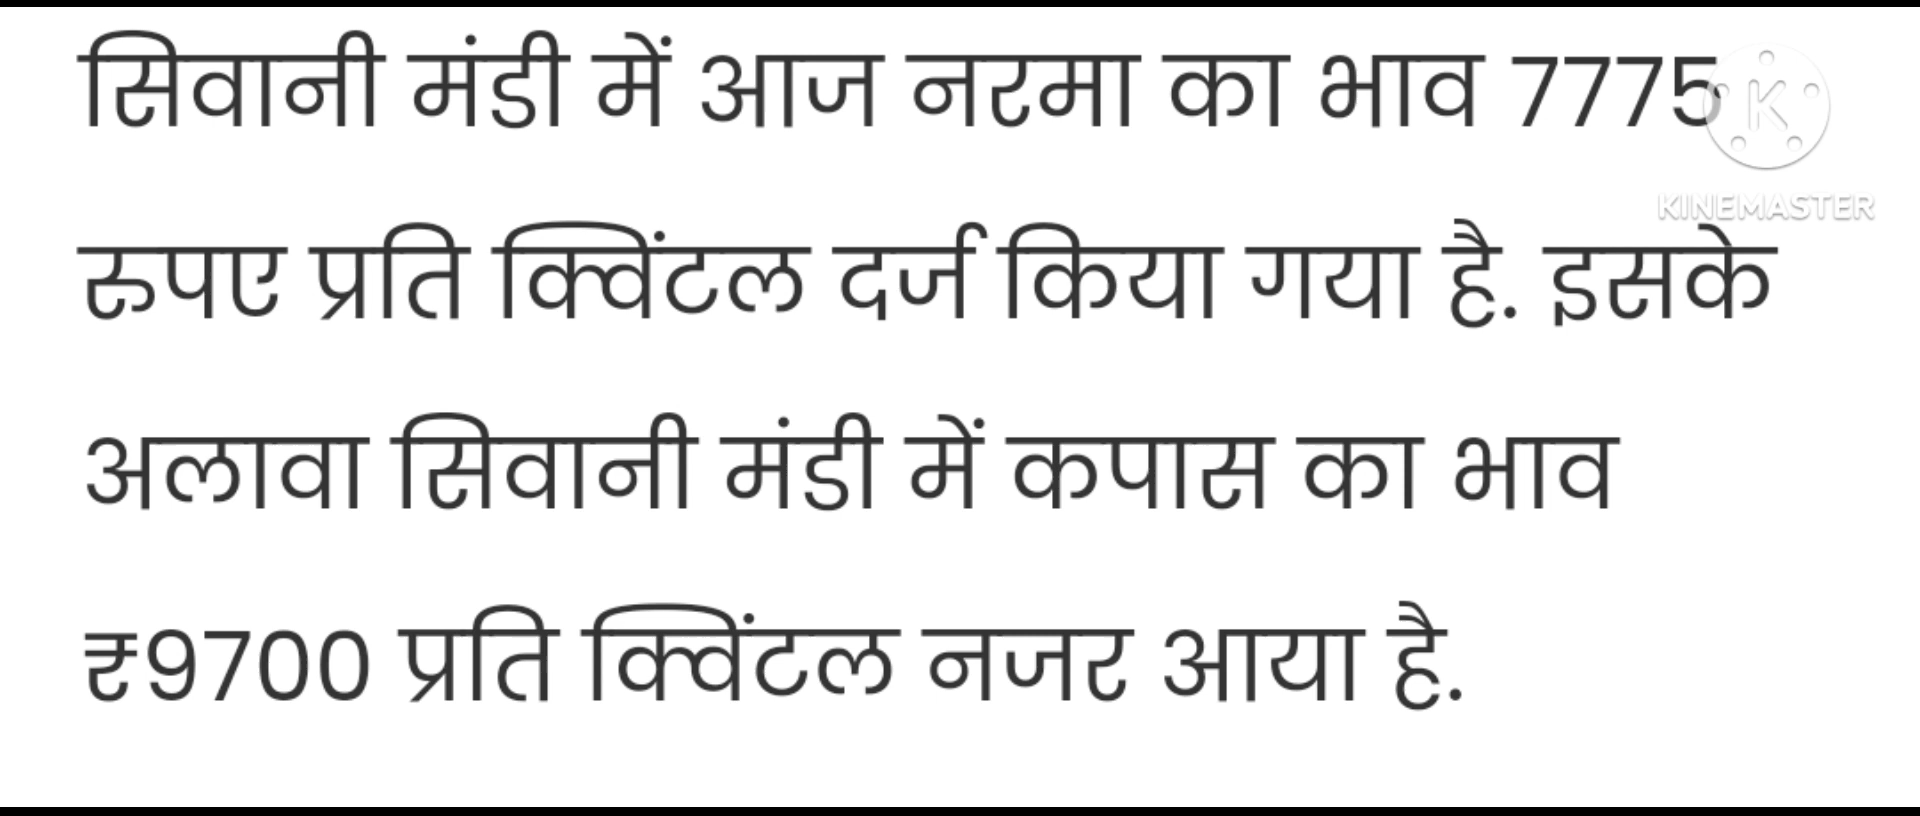 सिवानी मंडी में आज नरमा का भाव 7775
रुपए प्रति क्विंटल दर्ज किया गया है. इसके
अलावा सिवानी मंडी में कपास का भाव
₹9700 प्रति क्विंटल नजर आया है.
K
KINEMASTER